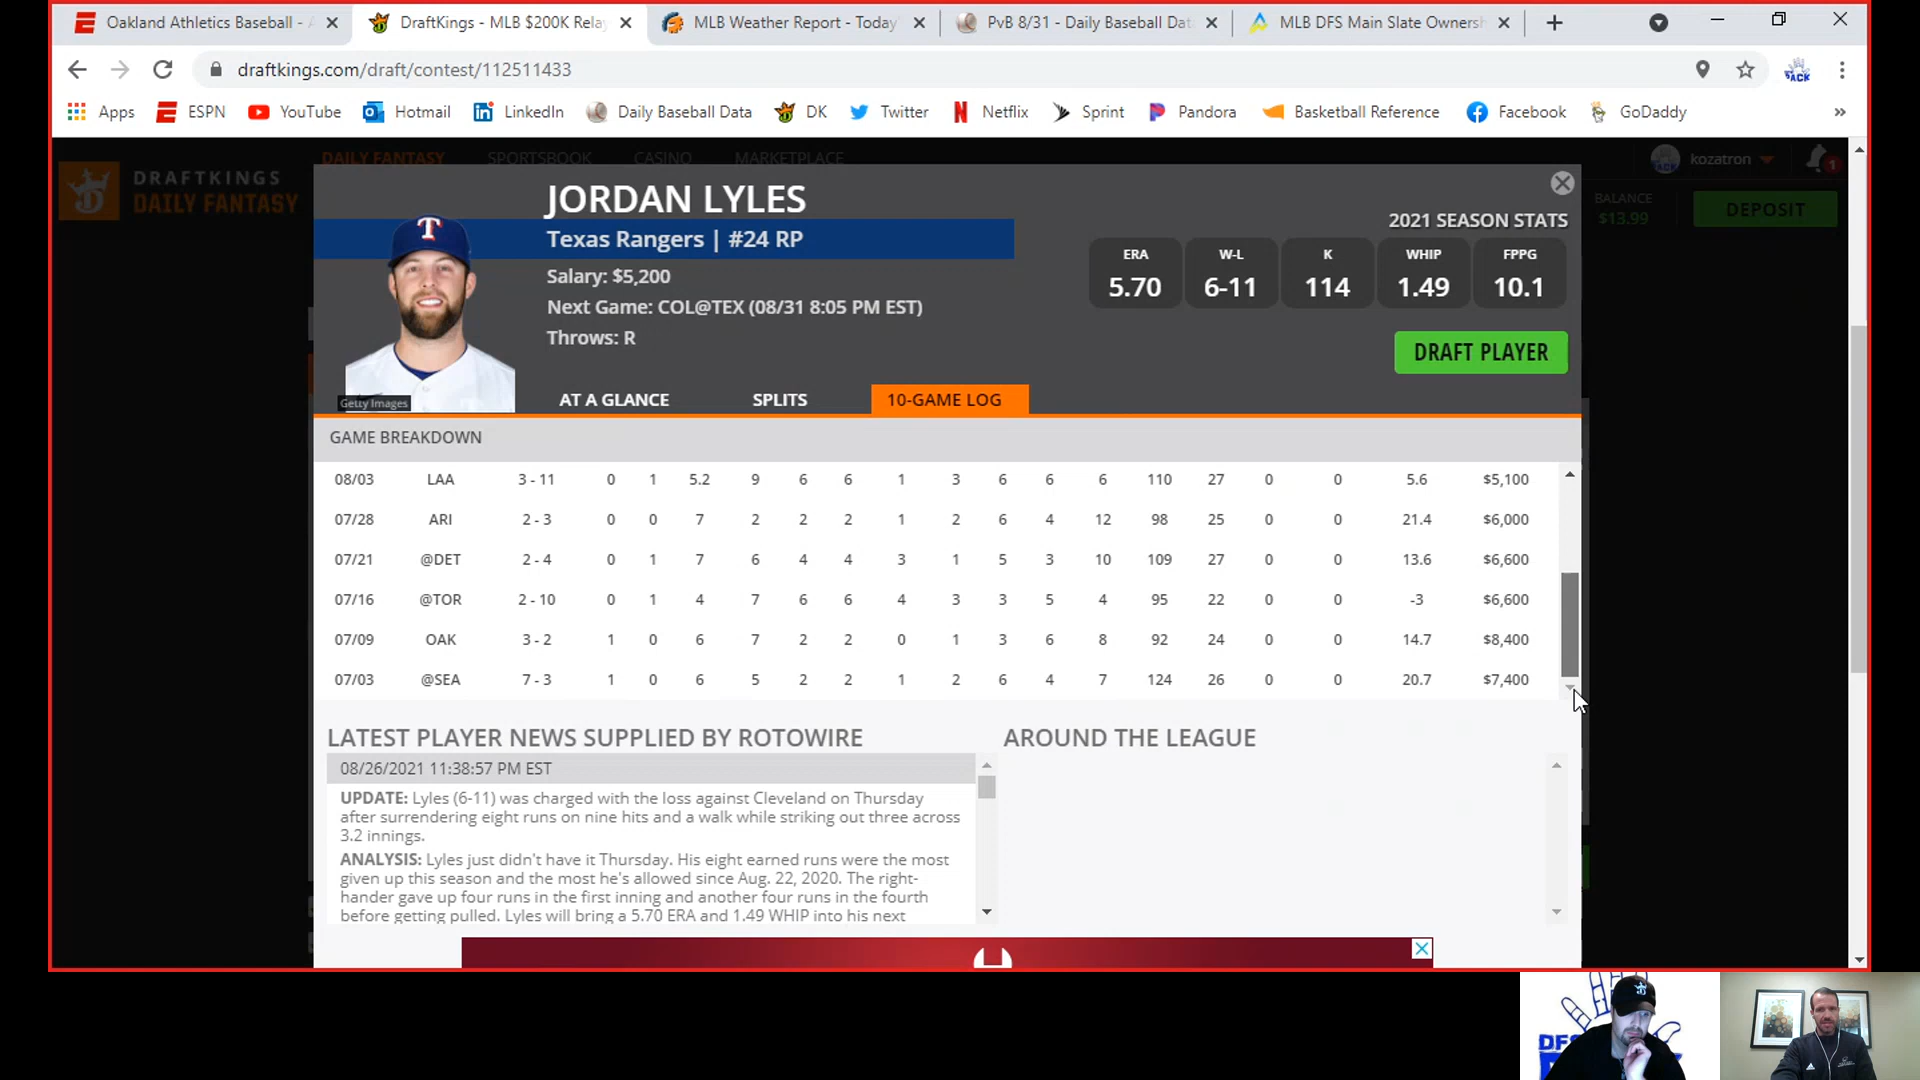 Oakland Athletics Baseball - A
DraftKings - MLB $200K Relay
MLB Weather Report - Today'
PvB 8/31 - Daily Baseball Data
MLB DFS Main Slate Ownersh
draftkings.com/draft/contest/112511433
Apps ESPN YouTube Hotmail LinkedIn Daily Baseball Data DK Twitter Netflix Sprint Pandora Basketball Reference Facebook GoDaddy »
DRAFTKINGS
DAILY FANTASY
DAILY FANTASY SPORTSBOOK CASINO MARKETPLACE
kozatron 1
BALANCE
$13.99
DEPOSIT
JORDAN LYLES
Texas Rangers | #24 RP
Salary: $5,200
Next Game: COL@TEX (08/31 8:05 PM EST)
Throws: R
Getty Images
2021 SEASON STATS
ERA W-L K WHIP FPPG
5.70 6-11 114 1.49 10.1
DRAFT PLAYER
AT A GLANCE SPLITS 10-GAME LOG
GAME BREAKDOWN
08/03 LAA 3 - 11 0 1 5.2 9 6 6 1 3 6 6 6 110 27 0 0 5.6 $5,100
07/28 ARI 2 - 3 0 0 7 2 2 2 1 2 6 4 12 98 25 0 0 21.4 $6,000
07/21 @DET 2 - 4 0 1 7 6 4 4 3 1 5 3 10 109 27 0 0 13.6 $6,600
07/16 @TOR 2 - 10 0 1 4 7 6 6 4 3 3 5 4 95 22 0 0 -3 $6,600
07/09 OAK 3 - 2 1 0 6 7 2 2 0 1 3 6 8 92 24 0 0 14.7 $8,400
07/03 @SEA 7 - 3 1 0 6 5 2 2 1 2 6 4 7 124 26 0 0 20.7 $7,400
LATEST PLAYER NEWS SUPPLIED BY ROTOWIRE
AROUND THE LEAGUE
08/26/2021 11:38:57 PM EST
UPDATE: Lyles (6-11) was charged with the loss against Cleveland on Thursday
after surrendering eight runs on nine hits and a walk while striking out three across
3.2 innings.
ANALYSIS: Lyles just didn't have it Thursday. His eight earned runs were the most
given up this season and the most he's allowed since Aug. 22, 2020. The right-
hander gave up four runs in the first inning and another four runs in the fourth
before getting pulled. Lyles will bring a 5.70 ERA and 1.49 WHIP into his next
DFS